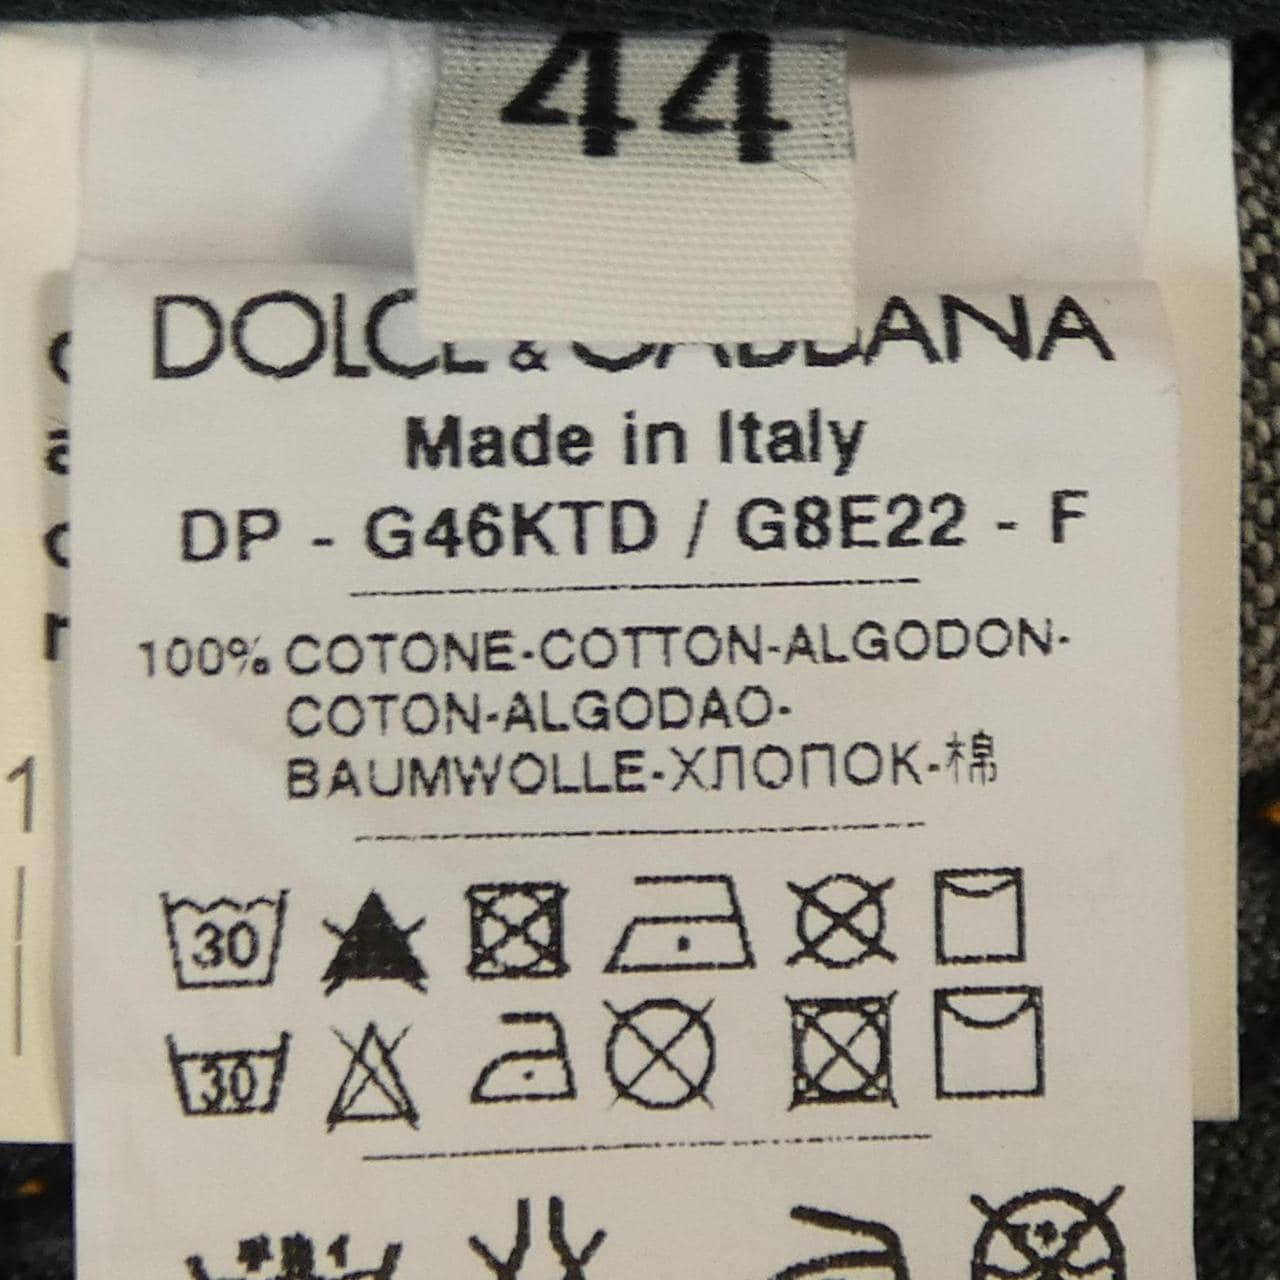 44
DOLCE & GABBANA
Made in Italy
DP - G46KTD / G8E22 - F
100% COTONE-COTTON-ALGODON-
COTON-ALGODAO-
BAUMWOLLE-ХЛОПОК-棉
30
30
1